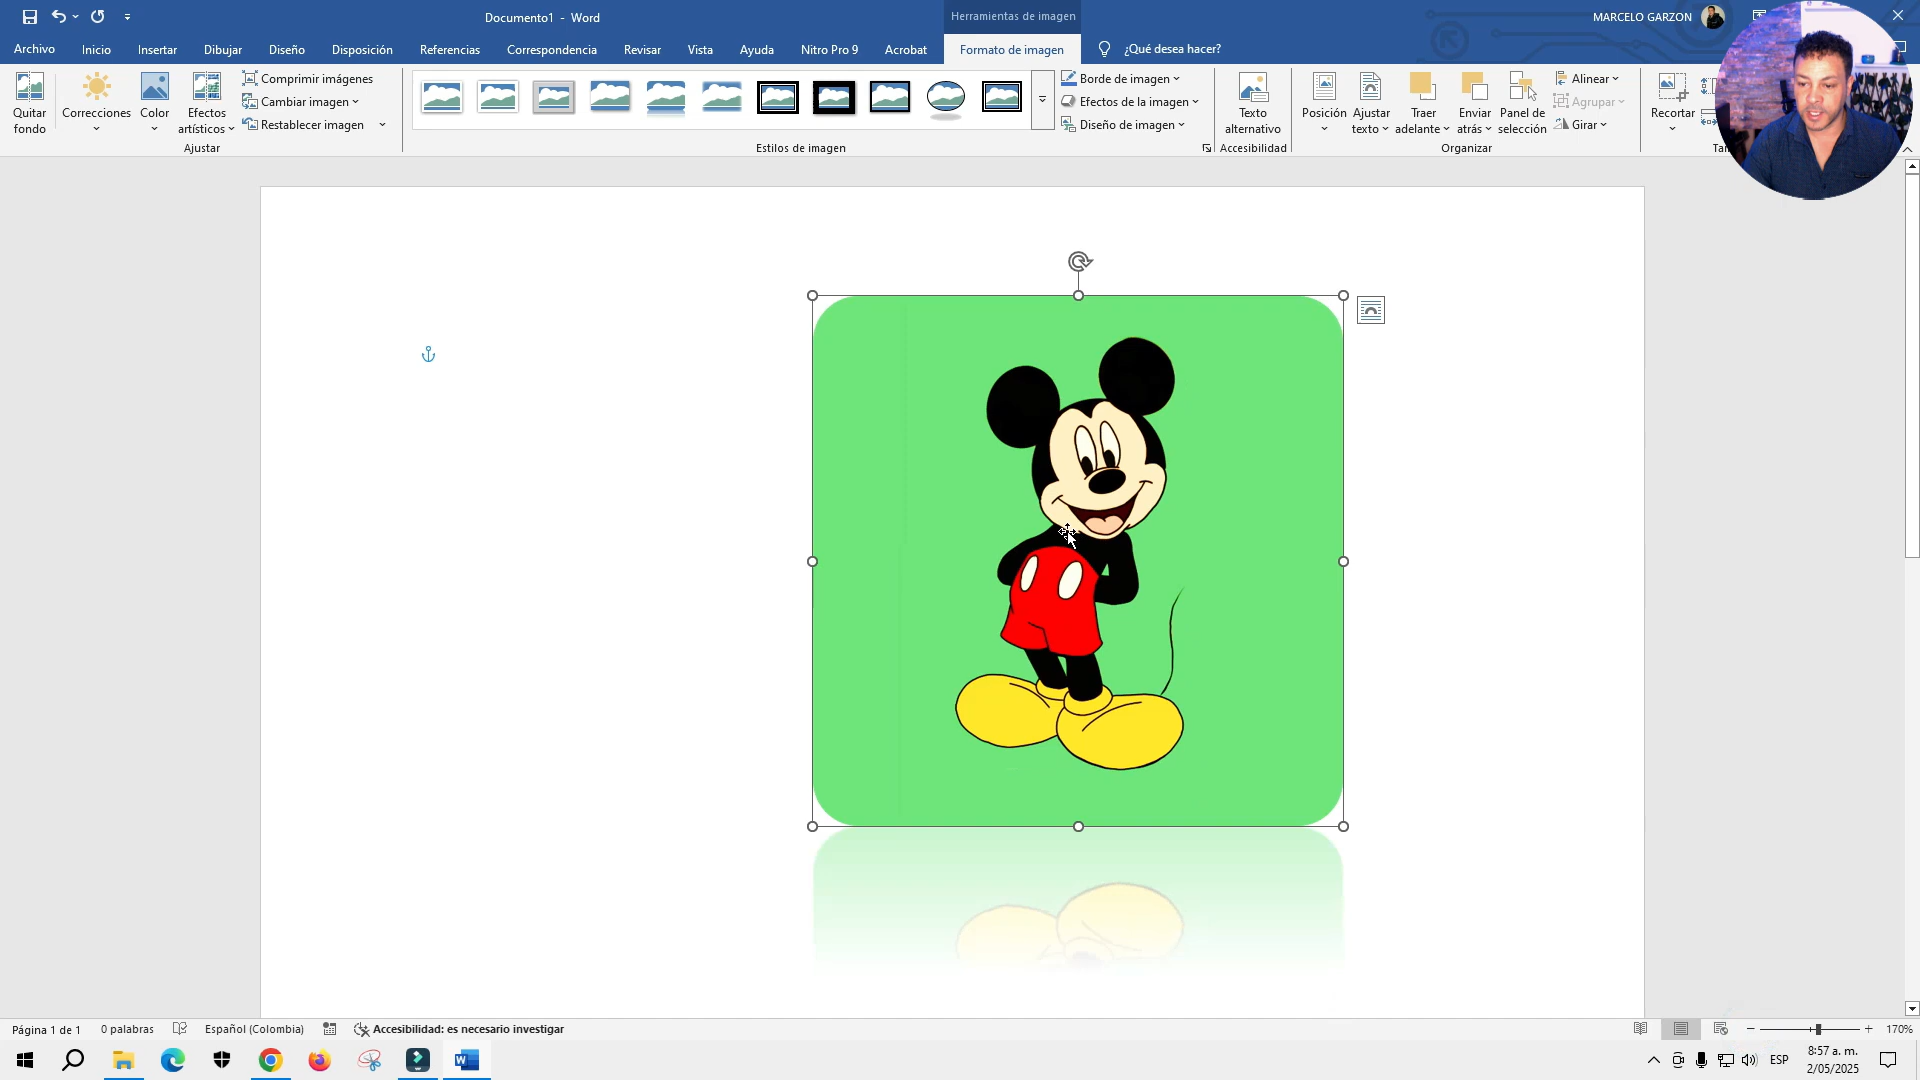 Documento1 - Word
Herramientas de imagen
MARCELO GARZON
Archivo Inicio Insertar Dibujar Diseño Disposición Referencias Correspondencia Revisar Vista Ayuda Nitro Pro 9 Acrobat Formato de imagen ¿Qué desea hacer?
Quitar fondo
Correcciones
Color
Efectos artísticos
Comprimir imágenes
Cambiar imagen
Restablecer imagen
Ajustar
Estilos de imagen
Borde de imagen
Efectos de la imagen
Diseño de imagen
Texto alternativo
Accesibilidad
Posición
Ajustar texto
Traer adelante
Enviar atrás
Panel de selección
Alinear
Agrupar
Girar
Organizar
Recortar
Página 1 de 1 0 palabras Español (Colombia) Accesibilidad: es necesario investigar 170%
ESP
8:57 a. m.
2/05/2025